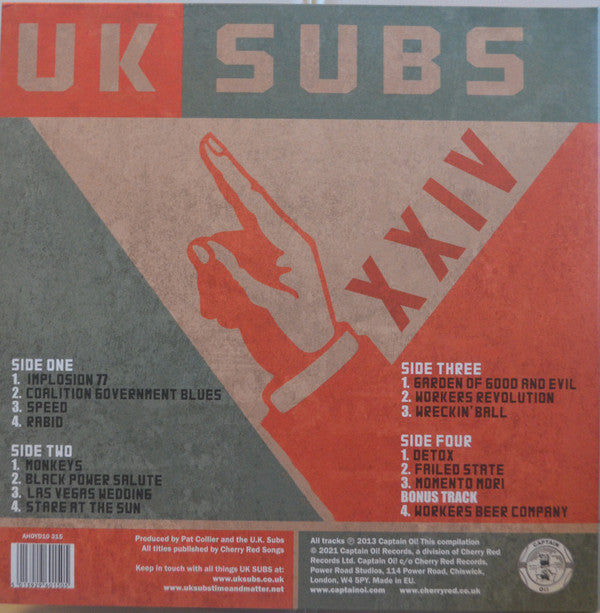 UK SUBS
XXIV
SIDE ONE
1. IMPLOSION 77
2. COALITION GOVERNMENT BLUES
3. SPEED
4. RABID
SIDE TWO
1. MONKEYS
2. BLACK POWER SALUTE
3. LAS VEGAS WEDDING
4. STARE AT THE SUN
SIDE THREE
1. GARDEN OF GOOD AND EVIL
2. WORKERS REVOLUTION
3. WRECKIN' BALL
SIDE FOUR
1. DETOX
2. FAILED STATE
3. MOMENTO MORI
BONUS TRACK
4. WORKERS BEER COMPANY
AHOYD10 315
Produced by Pat Collier and the U.K. Subs
All titles published by Cherry Red Songs
Keep in touch with all things UK SUBS at:
www.uksubs.co.uk
www.uksubstimeandmatter.net
All tracks ℗ 2013 Captain Oi! This compilation
© 2021 Captain Oi! Records, a division of Cherry Red
Records Ltd. Captain Oi! c/o Cherry Red Records,
Power Road Studios, 114 Power Road, Chiswick,
London, W4 5PY. Made in EU.
www.captainoi.com www.cherryred.co.uk
CAPTAIN
OI!